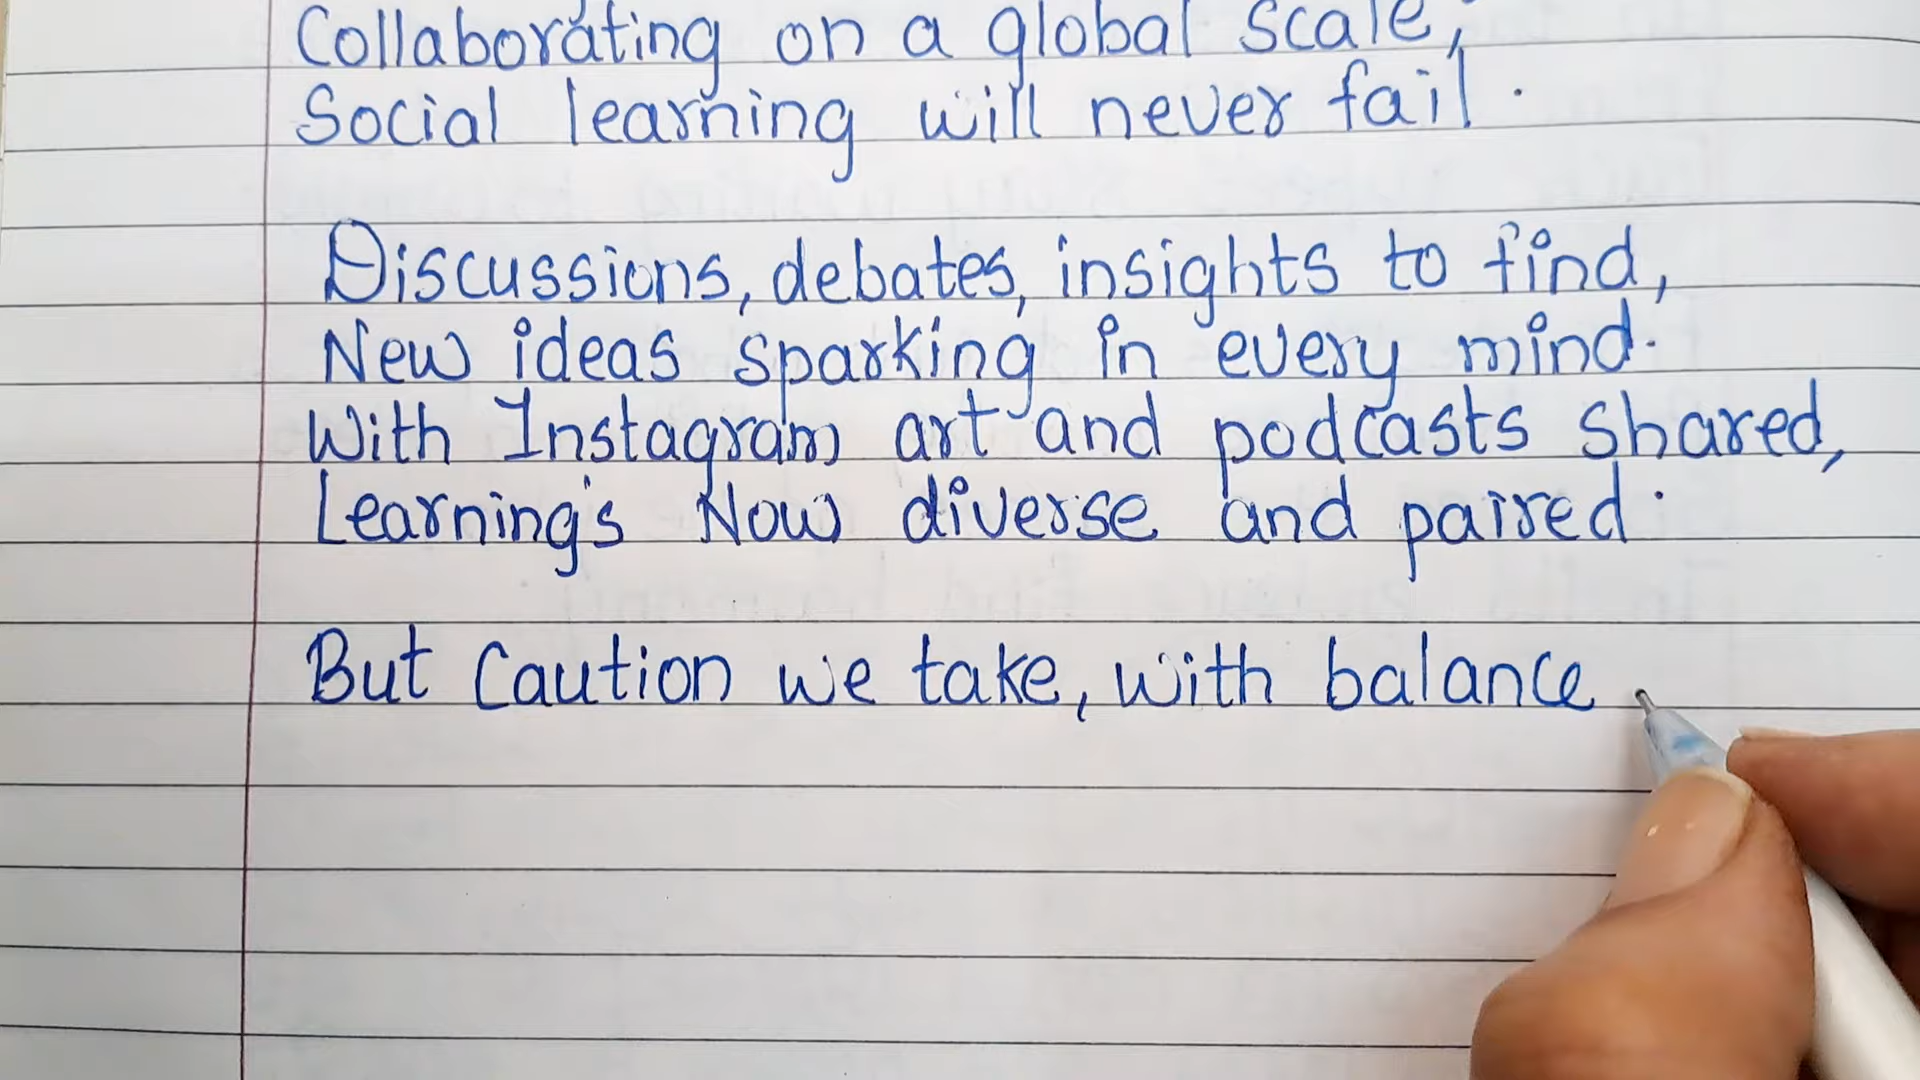 Collaborating on a global scale,
Social learning will never fail.
Discussions, debates, insights to find,
New ideas sparking in every mind.
With Instagram art and podcasts shared,
Learning's Now diverse and paired.
But Caution we take, with balance